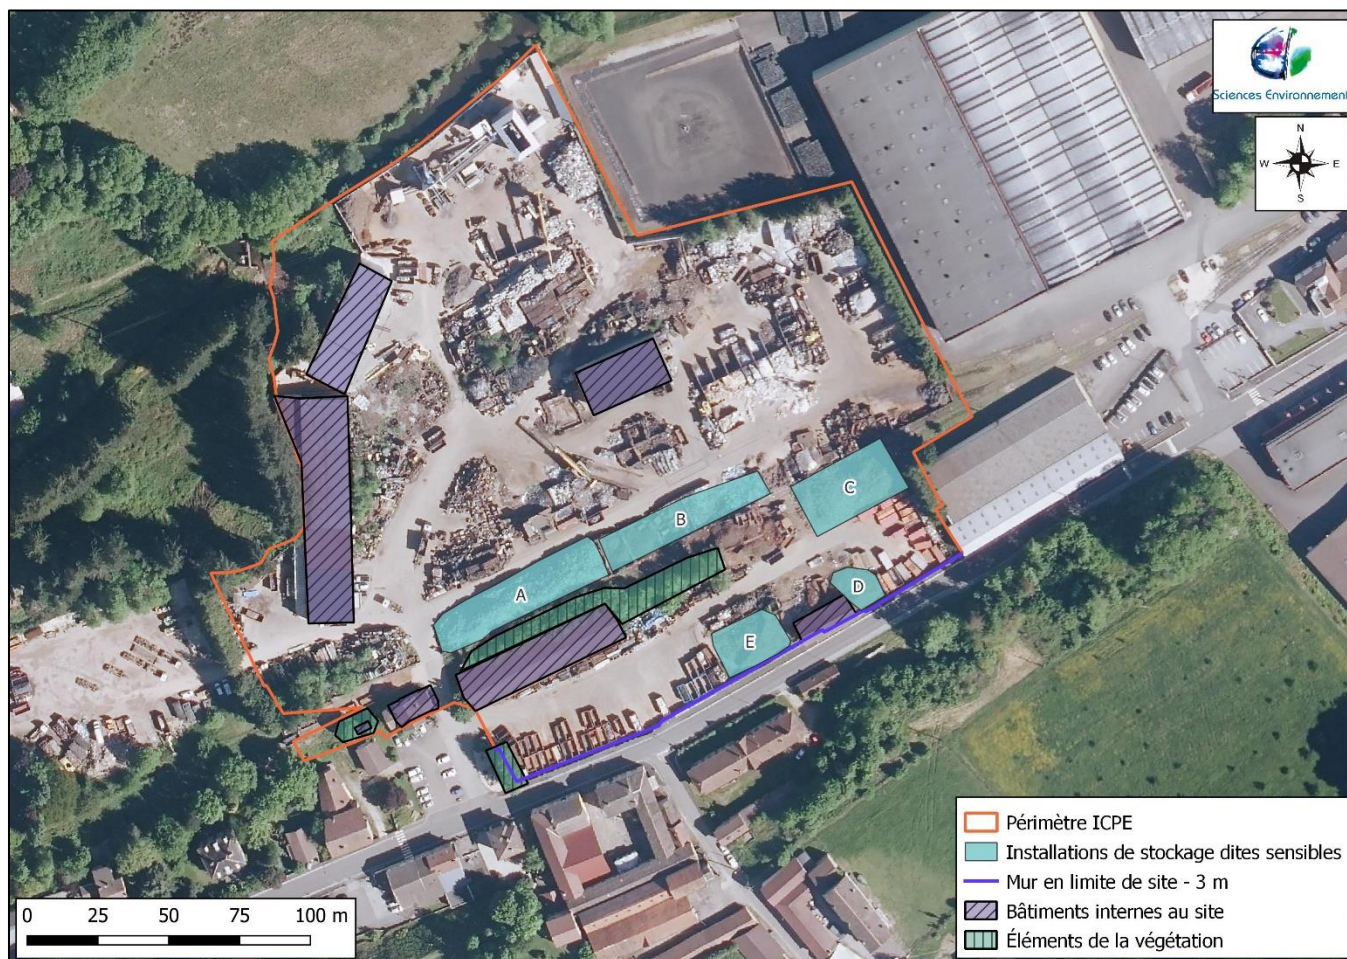 Sciences Environnement
N
W E
S
C
B
A
D
E
Périmètre ICPE
Installations de stockage dites sensibles
Mur en limite de site - 3 m
Bâtiments internes au site
Éléments de la végétation
0 25 50 75 100 m